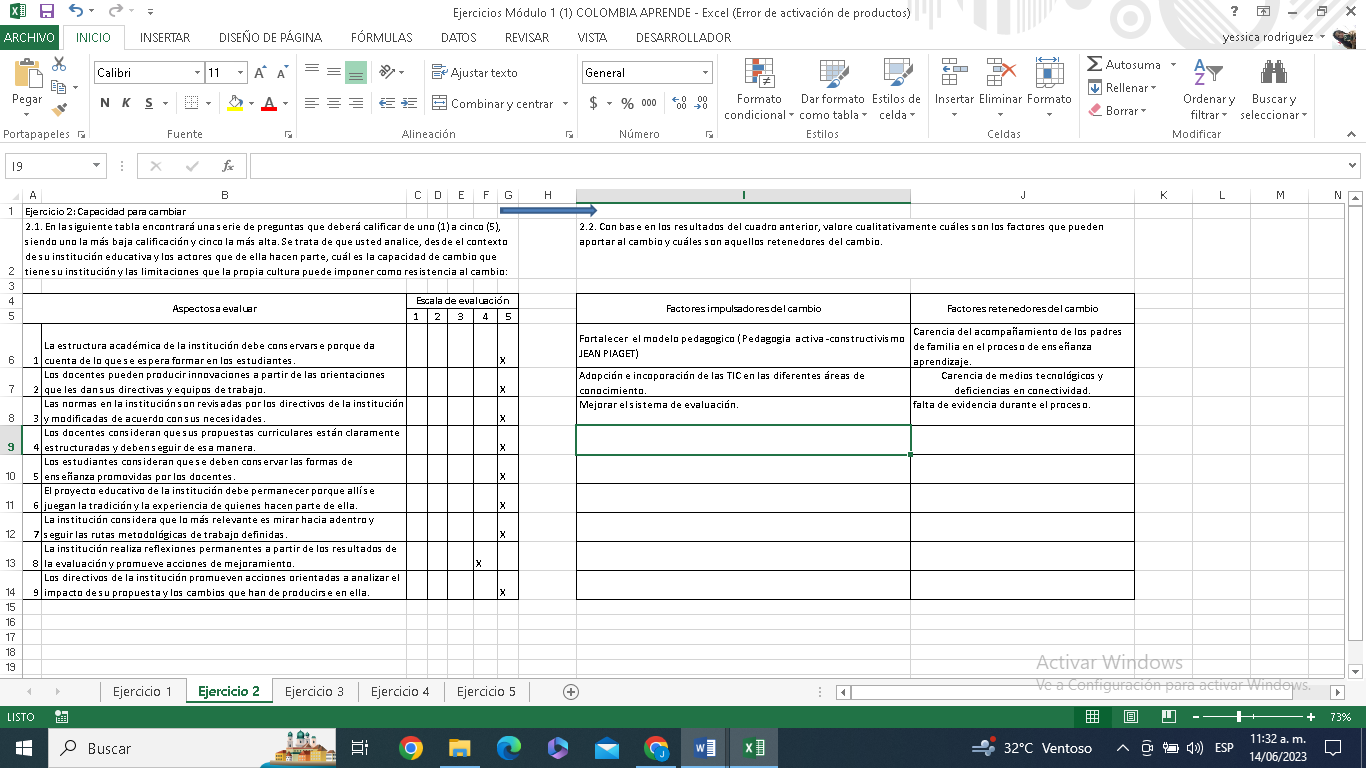 Ejercicios Módulo 1 (1) COLOMBIA APRENDE - Excel (Error de activación de productos)
ARCHIVO INICIO INSERTAR DISEÑO DE PÁGINA FÓRMULAS DATOS REVISAR VISTA DESARROLLADOR yessica rodriguez
Pegar
Portapapeles
Calibri 11
N K S
Fuente
Ajustar texto
Combinar y centrar
Alineación
General
$ % 000
Número
Formato condicional
Dar formato como tabla
Estilos de celda
Estilos
Insertar Eliminar Formato
Celdas
Autosuma
Rellenar
Borrar
Ordenar y filtrar
Buscar y seleccionar
Modificar
I9 fx
A B C D E F G H I J K L M N
1 Ejercicio 2: Capacidad para cambiar
2.1. En la siguiente tabla encontrará una serie de preguntas que deberá calificar de uno (1) a cinco (5),
siendo uno la más baja calificación y cinco la más alta. Se trata de que usted analice, desde el contexto
de su institución educativa y los actores que de ella hacen parte, cuál es la capacidad de cambio que
2 tiene su institución y las limitaciones que la propia cultura puede imponer como resistencia al cambio:
2.2. Con base en los resultados del cuadro anterior, valore cualitativamente cuáles son los factores que pueden
aportar al cambio y cuáles son aquellos retenedores del cambio.
3
4 Aspectos a evaluar Escala de evaluación Factores impulsadores del cambio Factores retenedores del cambio
5 1 2 3 4 5
La estructura académica de la institución debe conservarse porque da
6 1 cuenta de lo que se espera formar en los estudiantes. X
Fortalecer el modelo pedagogico ( Pedagogia activa-constructivismo
JEAN PIAGET)
Carencia del acompañamiento de los padres
de familia en el proceso de enseñanza
aprendizaje.
Los docentes pueden producir innovaciones a partir de las orientaciones
7 2 que les dan sus directivas y equipos de trabajo. X
Adopción e incoporación de las TIC en las diferentes áreas de
conocimiento.
Carencia de medios tecnológicos y
deficiencias en conectividad.
Las normas en la institución son revisadas por los directivos de la institución
8 3 y modificadas de acuerdo con sus necesidades. X
Mejorar el sistema de evaluación.
falta de evidencia durante el proceso.
Los docentes consideran que sus propuestas curriculares están claramente
9 4 estructuradas y deben seguir de esa manera. X
Los estudiantes consideran que se deben conservar las formas de
10 5 enseñanza promovidas por los docentes. X
El proyecto educativo de la institución debe permanecer porque allí se
11 6 juegan la tradición y la experiencia de quienes hacen parte de ella. X
La institución considera que lo más relevante es mirar hacia adentro y
12 7 seguir las rutas metodológicas de trabajo definidas. X
La institución realiza reflexiones permanentes a partir de los resultados de
13 8 la evaluación y promueve acciones de mejoramiento. X
Los directivos de la institución promueven acciones orientadas a analizar el
14 9 impacto de su propuesta y los cambios que han de producirse en ella. X
15
16
17
18
19
Activar Windows
Ve a Configuración para activar Windows.
Ejercicio 1 Ejercicio 2 Ejercicio 3 Ejercicio 4 Ejercicio 5
LISTO 73%
Buscar 32°C Ventoso ESP 11:32 a. m.
14/06/2023